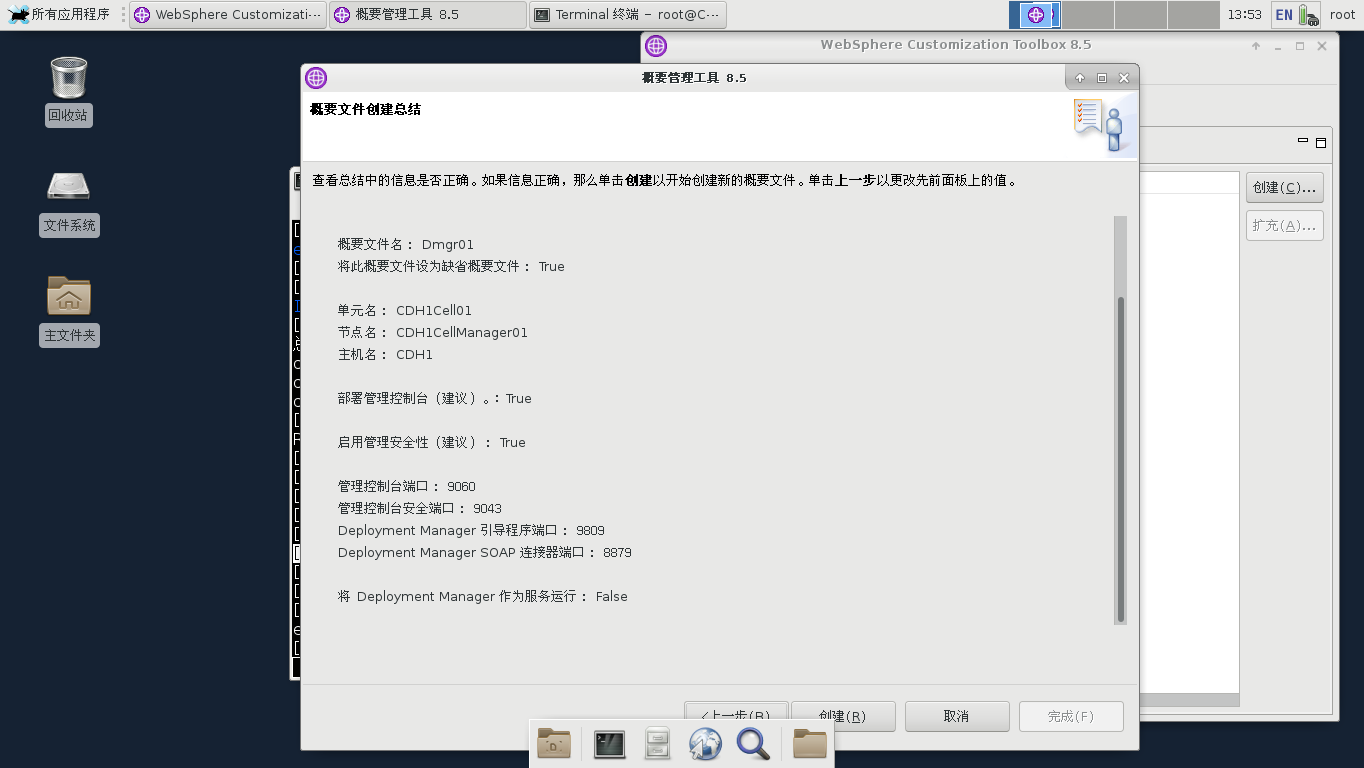 所有应用程序
WebSphere Customizati···
概要管理工具 8.5
Terminal 终端 – root@C···
13:53
EN
root
回收站
文件系统
主文件夹
WebSphere Customization Toolbox 8.5
创建(C)...
扩充(A)...
概要管理工具 8.5
概要文件创建总结
查看总结中的信息是否正确。如果信息正确，那么单击创建以开始创建新的概要文件。单击上一步以更改先前面板上的值。
概要文件名： Dmgr01
将此概要文件设为缺省概要文件： True
单元名： CDH1Cell01
节点名： CDH1CellManager01
主机名： CDH1
部署管理控制台（建议）。: True
启用管理安全性（建议）： True
管理控制台端口： 9060
管理控制台安全端口： 9043
Deployment Manager 引导程序端口： 9809
Deployment Manager SOAP 连接器端口： 8879
将 Deployment Manager 作为服务运行： False
<上一步(B)
创建(R)
取消
完成(F)